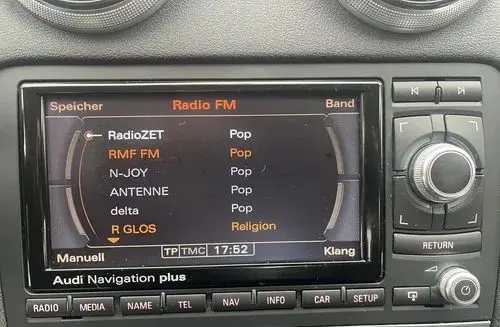 Speicher Radio FM Band
RadioZET Pop
RMF FM Pop
N-JOY Pop
ANTENNE Pop
delta Pop
R GLOS Religion
Manuell TP TMC 17:52 Klang
Audi Navigation plus
RETURN
RADIO MEDIA NAME TEL NAV INFO CAR SETUP